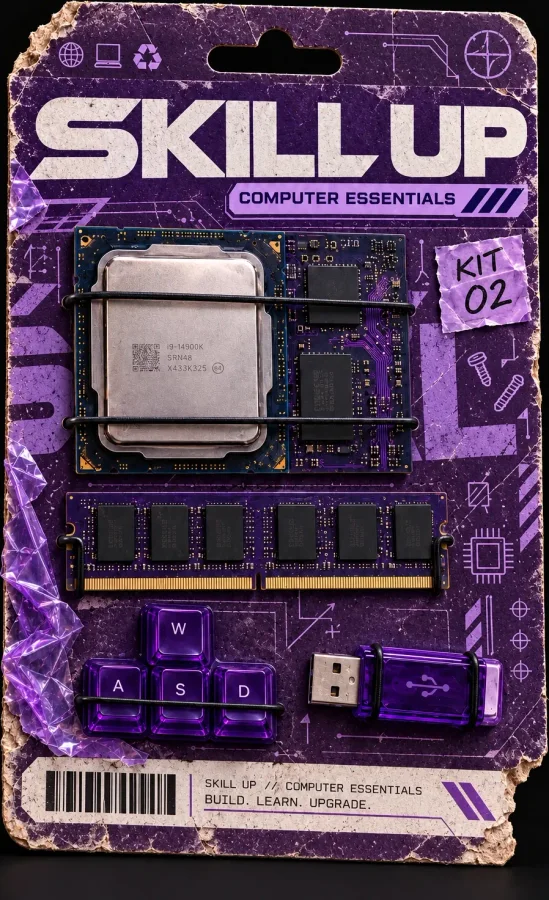 SKILL UP
COMPUTER ESSENTIALS
KIT
02
i9-14900K
SRN48
X433K325
W
A S D
SKILL UP // COMPUTER ESSENTIALS
BUILD. LEARN. UPGRADE.